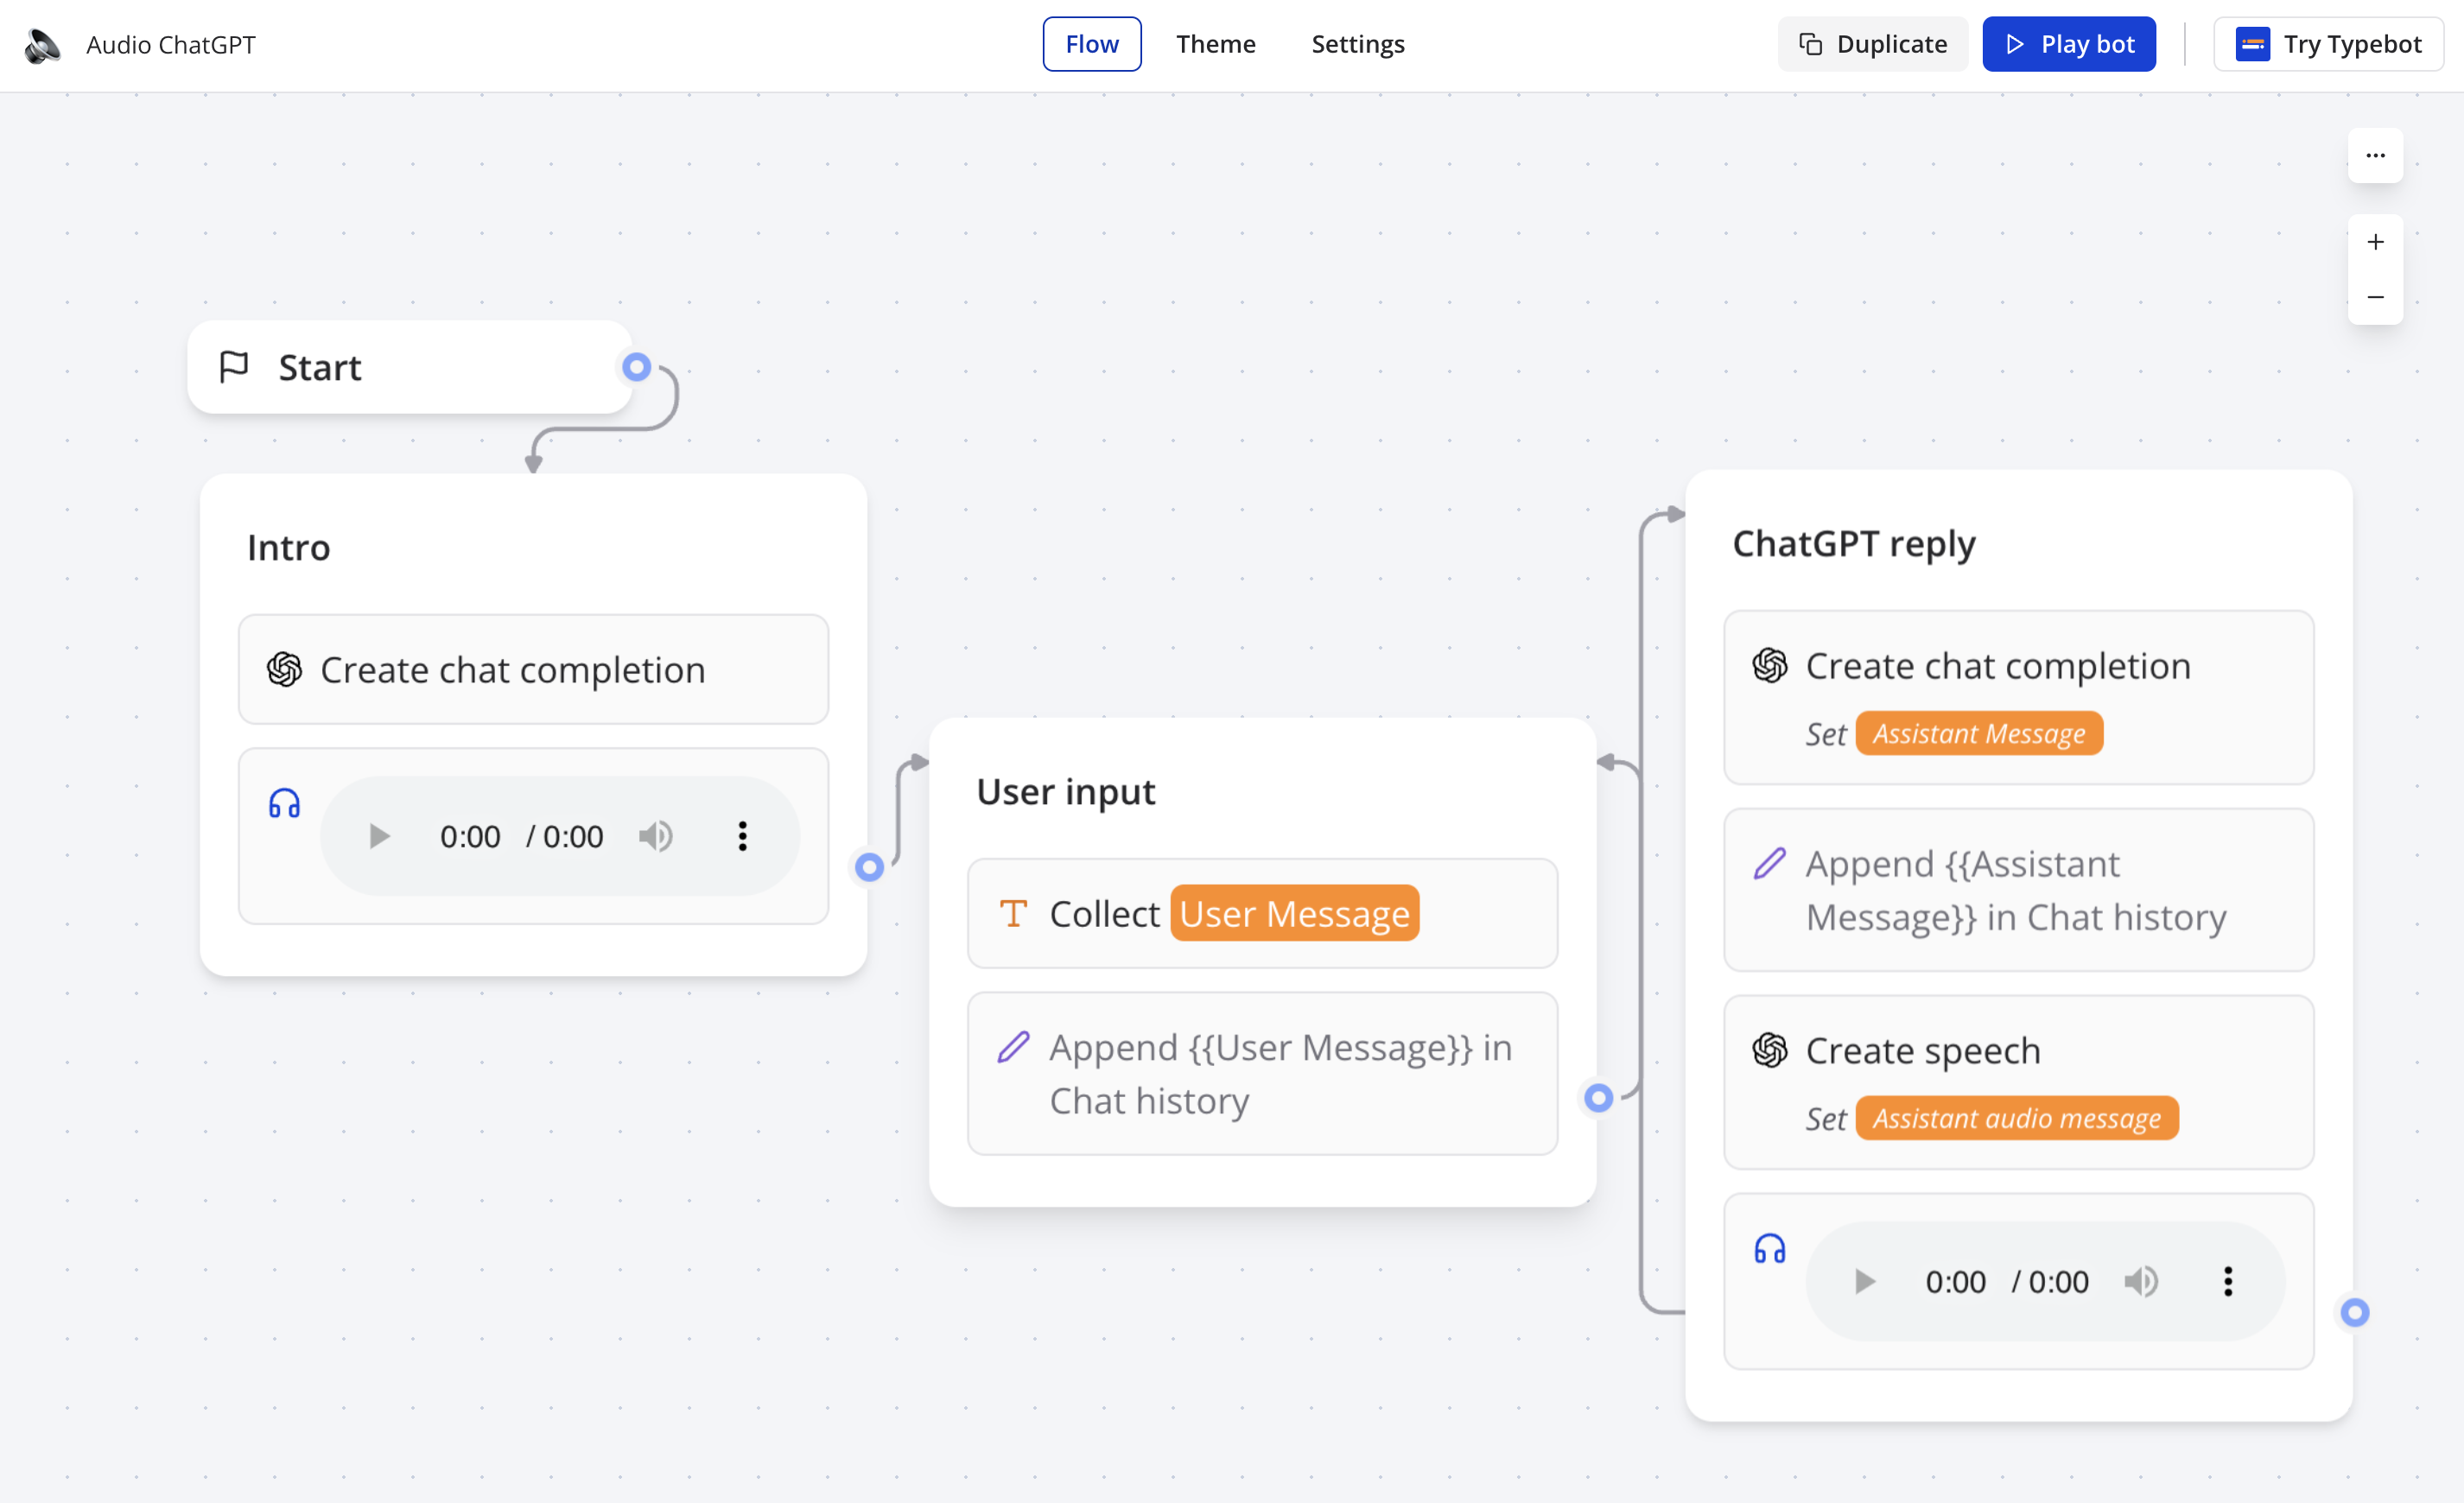 Audio ChatGPT
Flow
Theme
Settings
Duplicate
Play bot
Try Typebot
Start
Intro
Create chat completion
0:00 / 0:00
User input
Collect User Message
Append {{User Message}} in
Chat history
ChatGPT reply
Create chat completion
Set Assistant Message
Append {{Assistant
Message}} in Chat history
Create speech
Set Assistant audio message
0:00 / 0:00